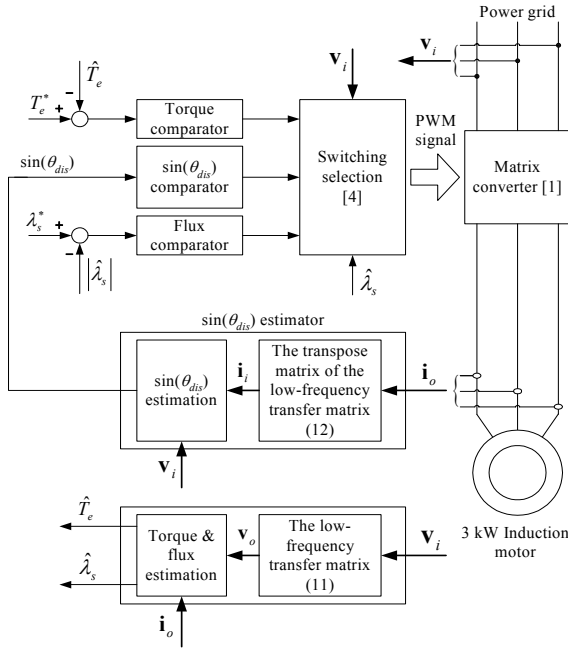 Power grid
v_i
v_i
T̂_e
T_e^*
Torque
comparator
PWM
signal
sin(θ_dis)
sin(θ_dis)
comparator
Switching
selection
[4]
Matrix
converter [1]
λ_s^*
Flux
comparator
|λ̂_s|
λ̂_s
sin(θ_dis) estimator
sin(θ_dis)
estimation
i_i
The transpose
matrix of the
low-frequency
transfer matrix
(12)
i_o
v_i
3 kW Induction
motor
T̂_e
λ̂_s
Torque &
flux
estimation
v_o
The low-
frequency
transfer matrix
(11)
v_i
i_o